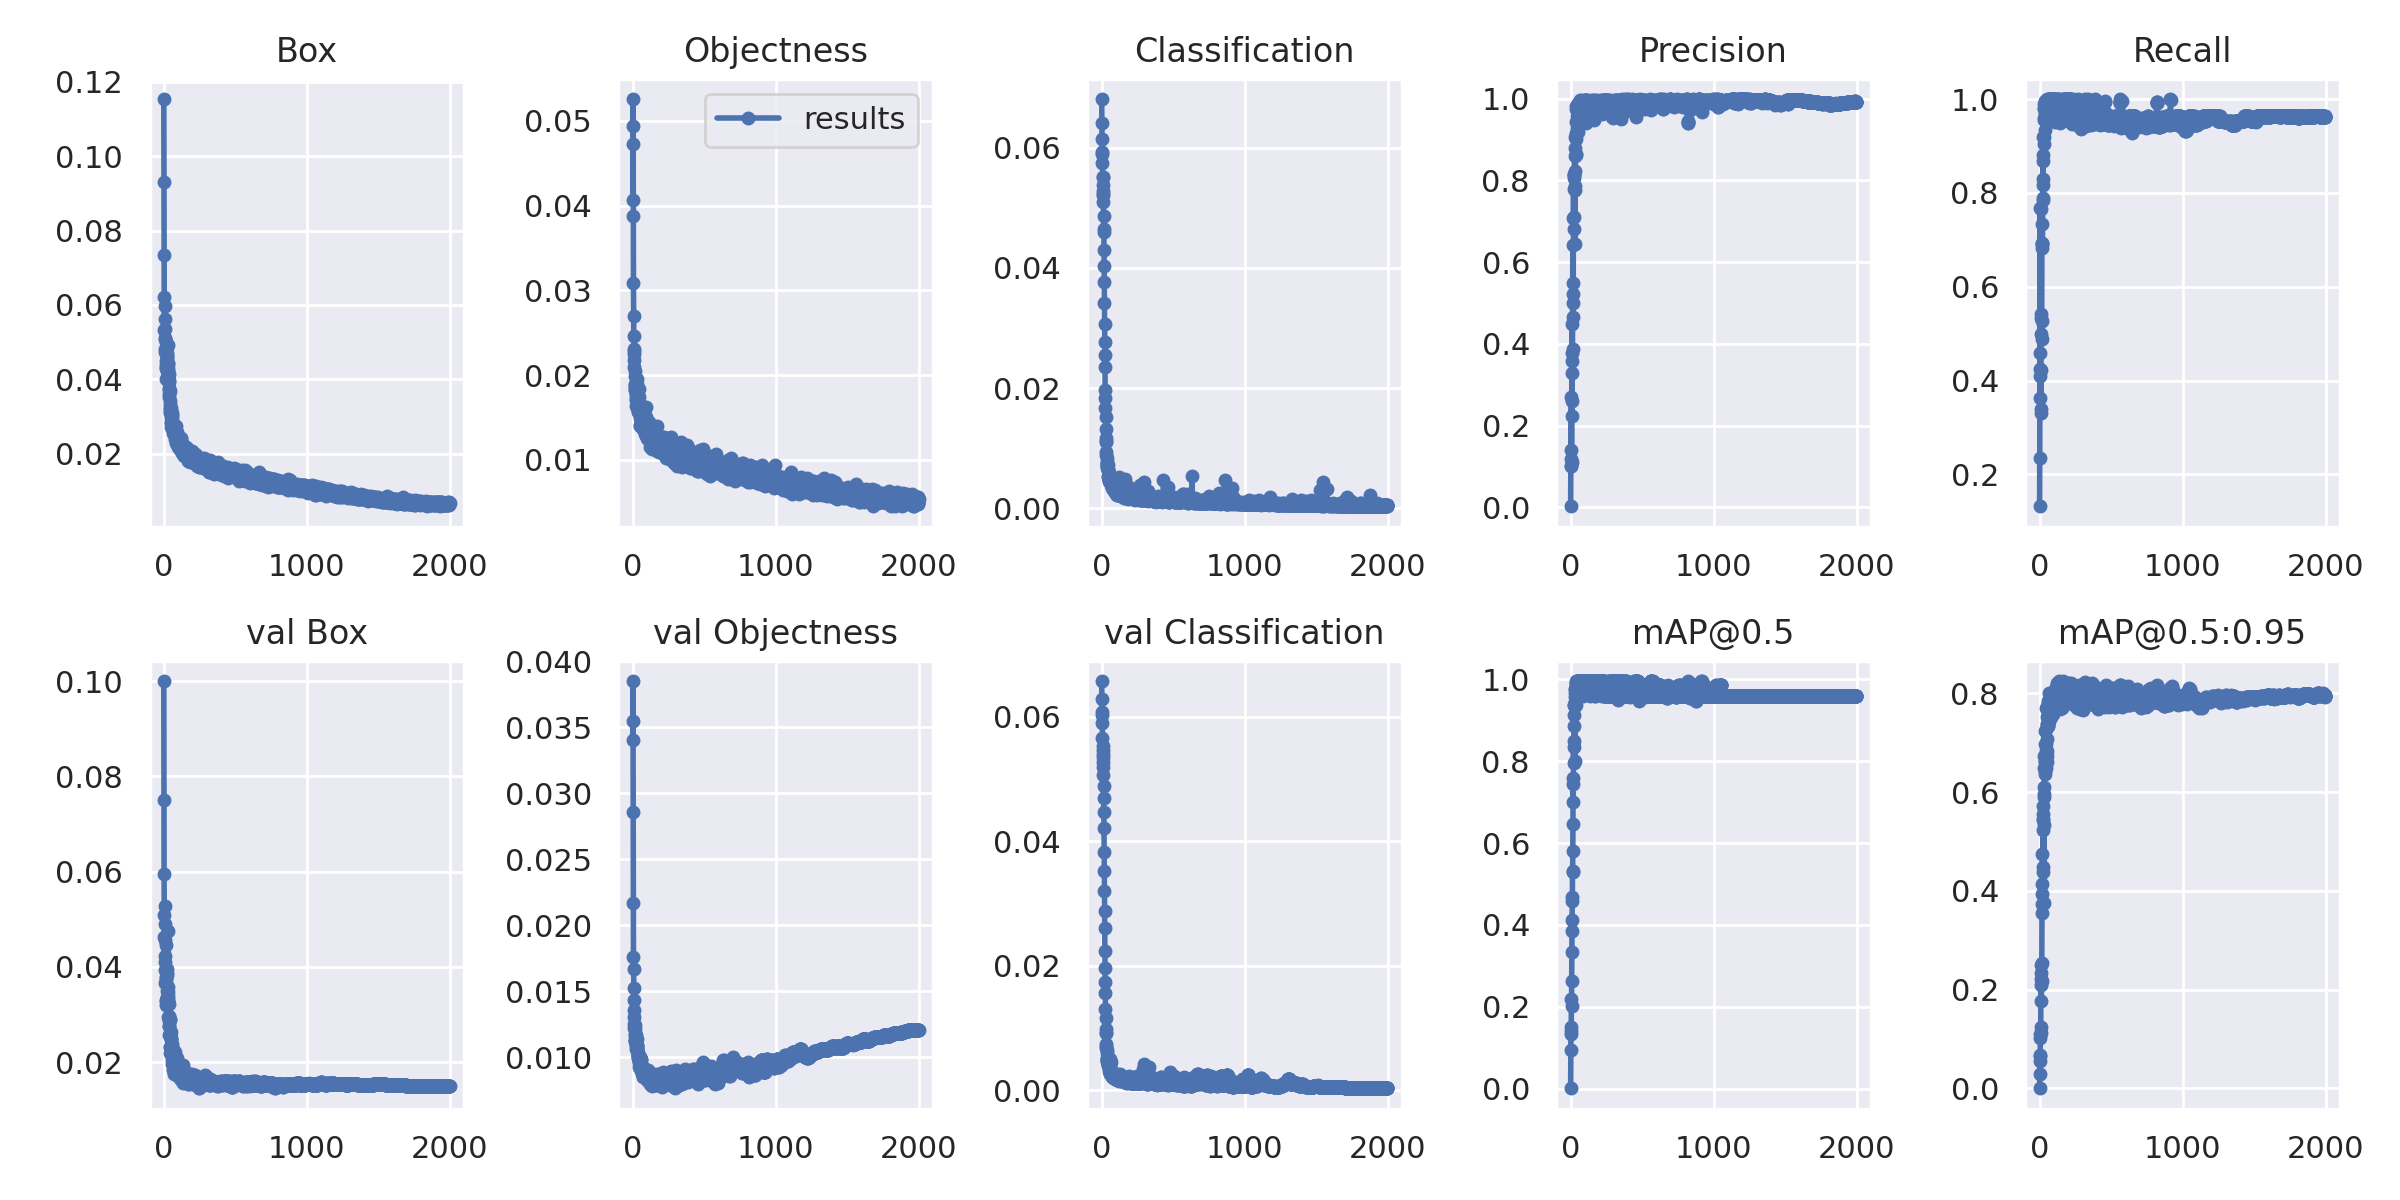 Box
Objectness
Classification
Precision
Recall
0.12
0.10
0.08
0.06
0.04
0.02
0 1000 2000
results
0.05
0.04
0.03
0.02
0.01
0 1000 2000
0.06
0.04
0.02
0.00
0 1000 2000
1.0
0.8
0.6
0.4
0.2
0.0
0 1000 2000
1.0
0.8
0.6
0.4
0.2
0 1000 2000
val Box
val Objectness
val Classification
mAP@0.5
mAP@0.5:0.95
0.10
0.08
0.06
0.04
0.02
0 1000 2000
0.040
0.035
0.030
0.025
0.020
0.015
0.010
0 1000 2000
0.06
0.04
0.02
0.00
0 1000 2000
1.0
0.8
0.6
0.4
0.2
0.0
0 1000 2000
0.8
0.6
0.4
0.2
0.0
0 1000 2000